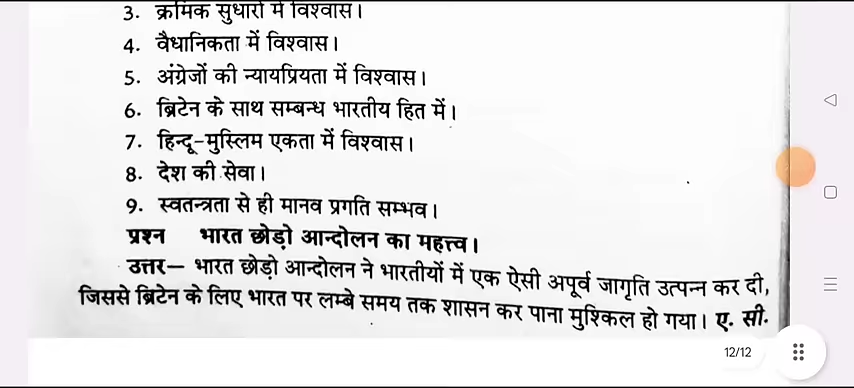 3. क्रमिक सुधारों में विश्वास।
4. वैधानिकता में विश्वास।
5. अंग्रेजों की न्यायप्रियता में विश्वास।
6. ब्रिटेन के साथ सम्बन्ध भारतीय हित में।
7. हिन्दू-मुस्लिम एकता में विश्वास।
8. देश की सेवा।
9. स्वतन्त्रता से ही मानव प्रगति सम्भव।
प्रश्न भारत छोड़ो आन्दोलन का महत्त्व।
उत्तर— भारत छोड़ो आन्दोलन ने भारतीयों में एक ऐसी अपूर्व जागृति उत्पन्न कर दी,
जिससे ब्रिटेन के लिए भारत पर लम्बे समय तक शासन कर पाना मुश्किल हो गया। ए. सी.
12/12